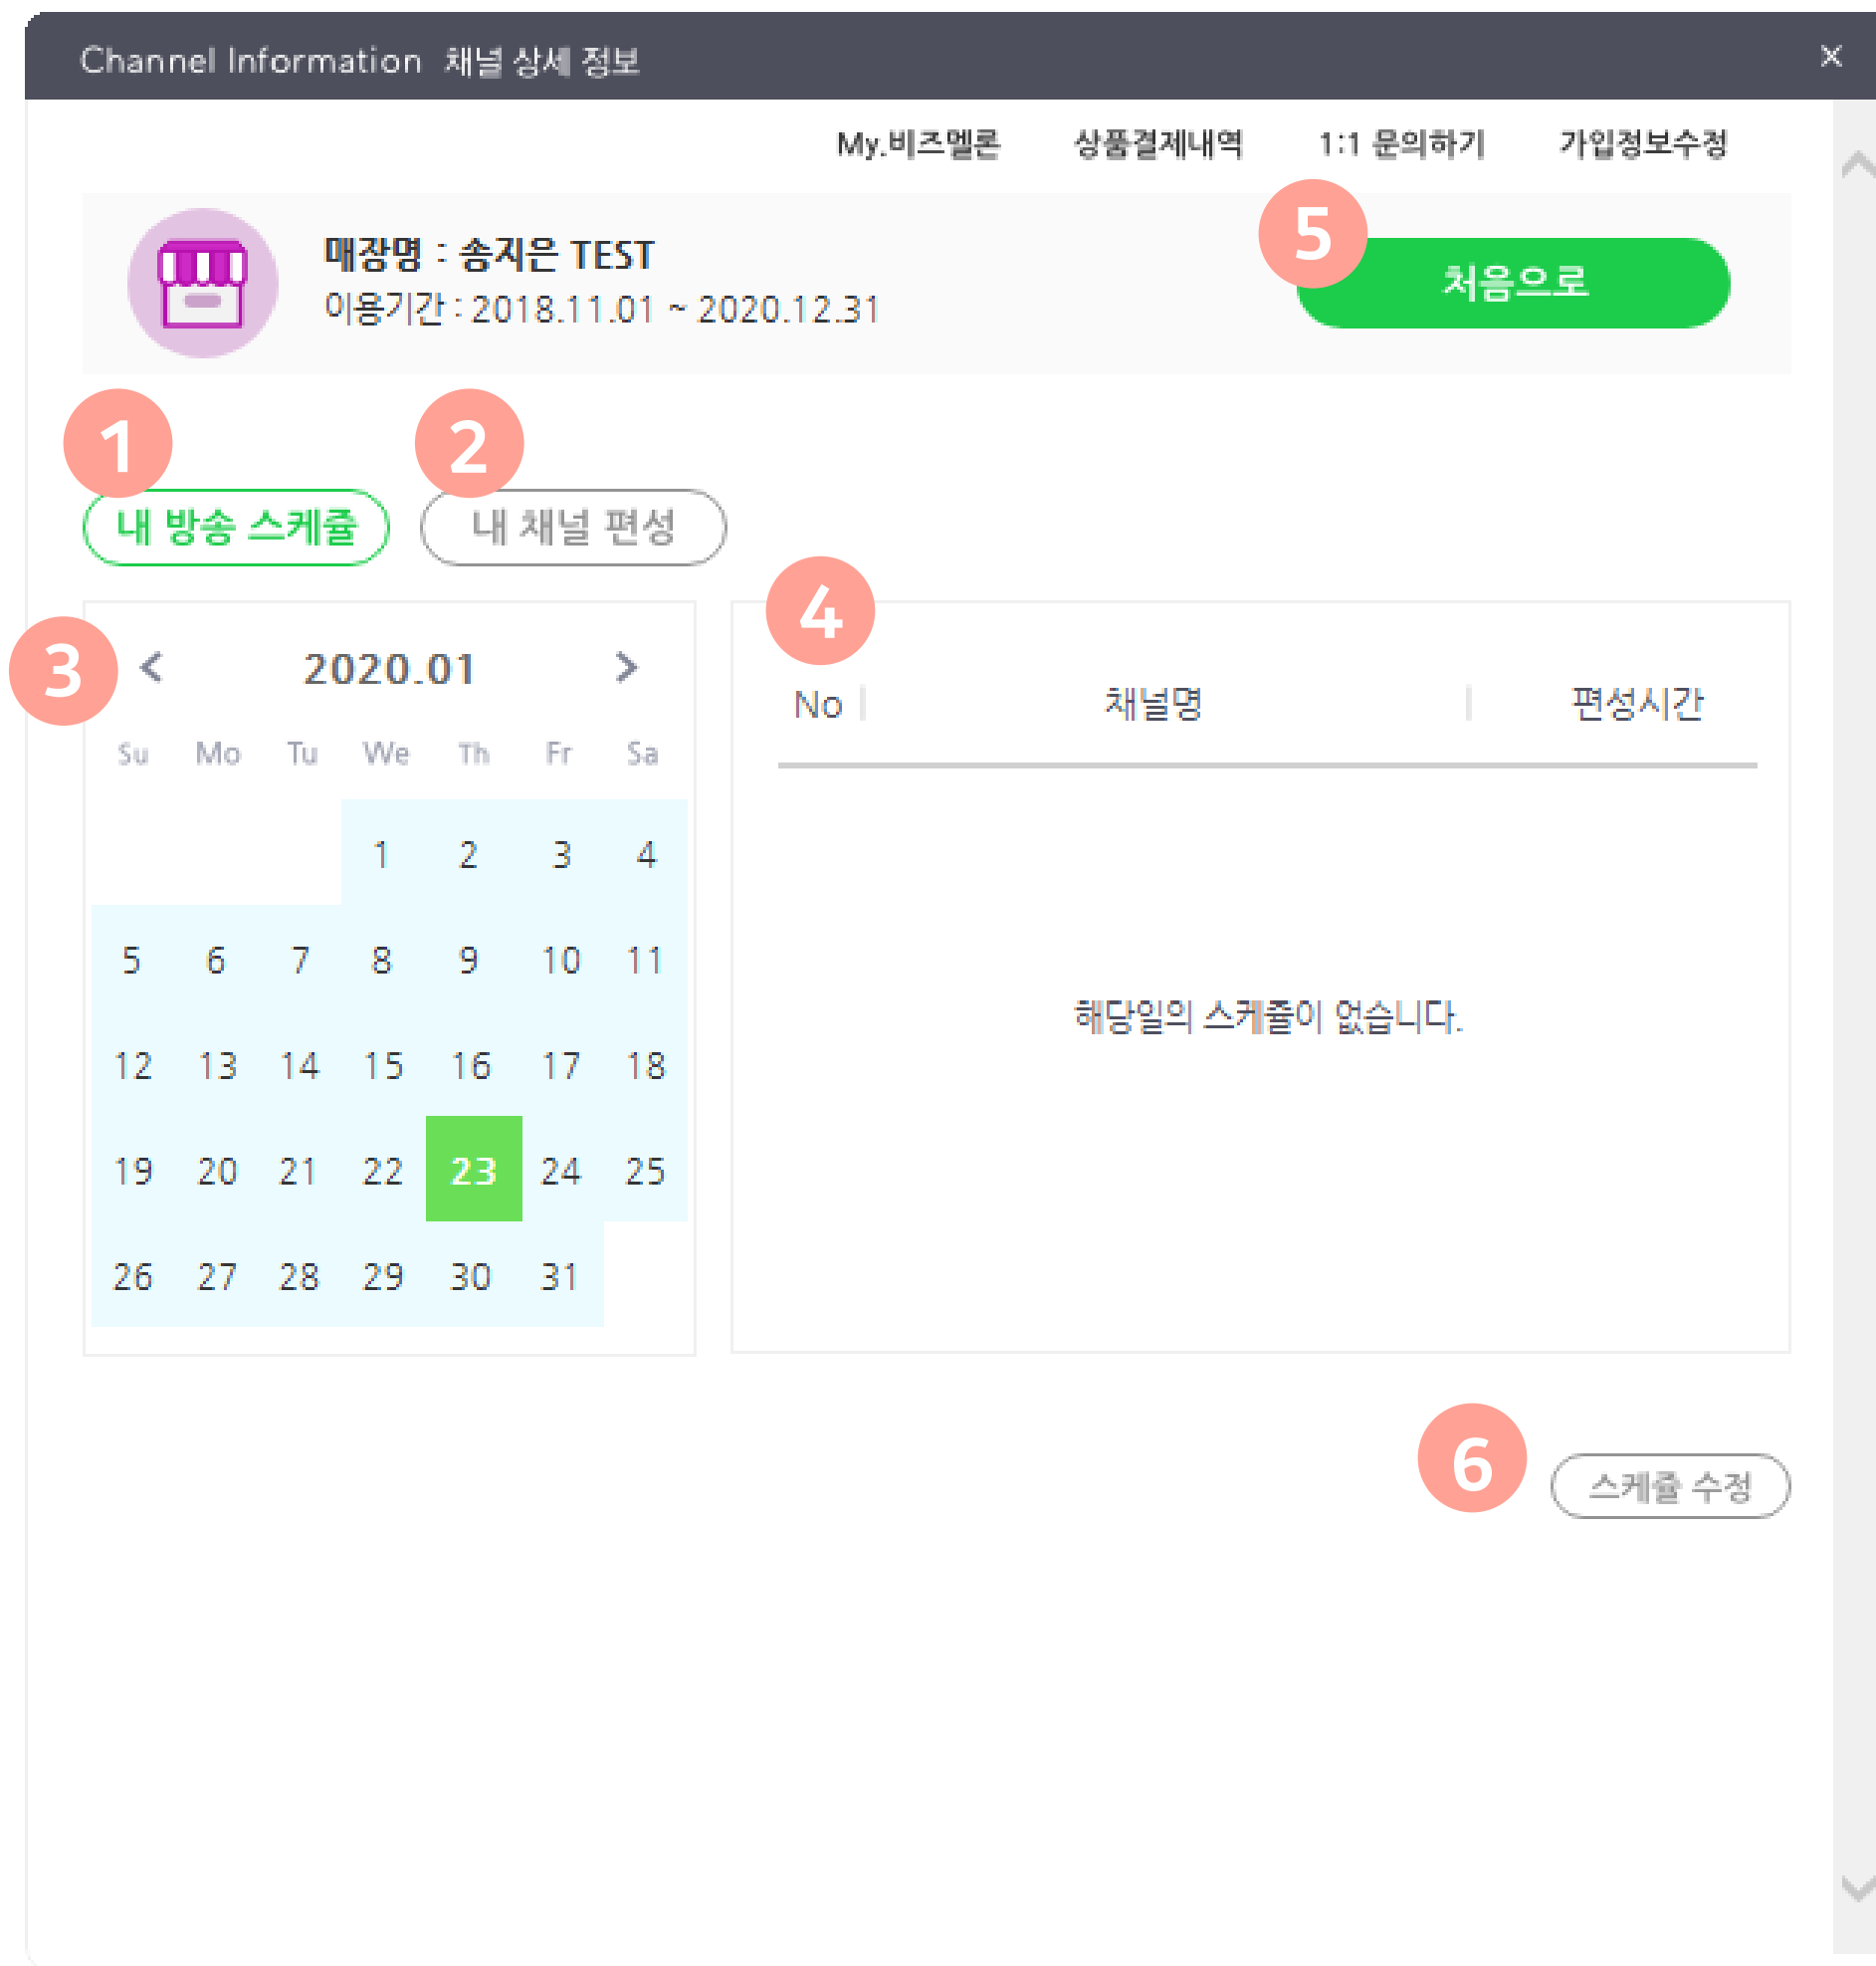 Channel Information 채널 상세 정보 ×
My.비즈멜론 상품결제내역 1:1 문의하기 가입정보수정
5
매장명 : 송지은 TEST
처음으로
이용기간 : 2018.11.01 ~ 2020.12.31
1 2
내 방송 스케쥴 내 채널 편성
3
< 2020.01 >
Su Mo Tu We Th Fr Sa
1 2 3 4
5 6 7 8 9 10 11
12 13 14 15 16 17 18
19 20 21 22 23 24 25
26 27 28 29 30 31
4
No 채널명 편성시간
해당일의 스케쥴이 없습니다.
6
스케쥴 수정